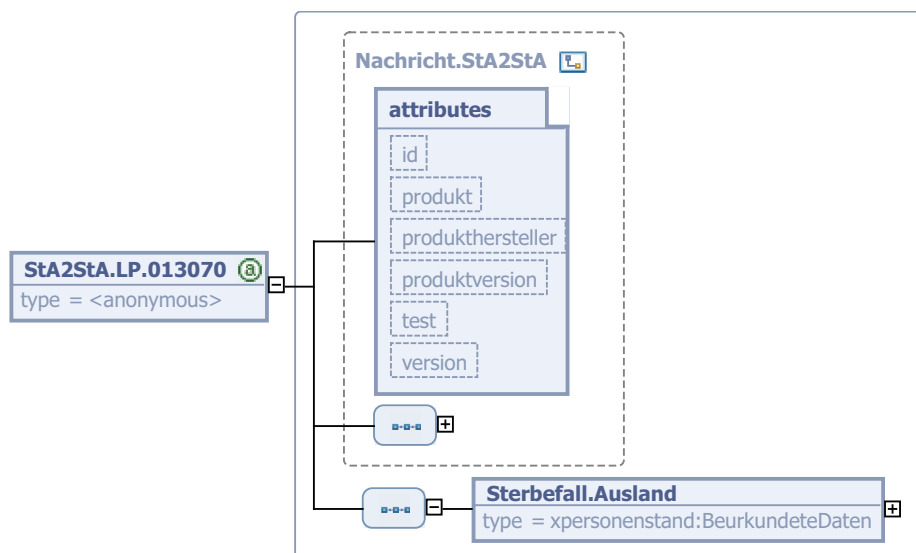 Nachricht.StA2StA
attributes
id
produkt
produkthersteller
produktversion
test
version
StA2StA.LP.013070 @
type = <anonymous>
Sterbefall.Ausland
type = xpersonenstand:BeurkundeteDaten